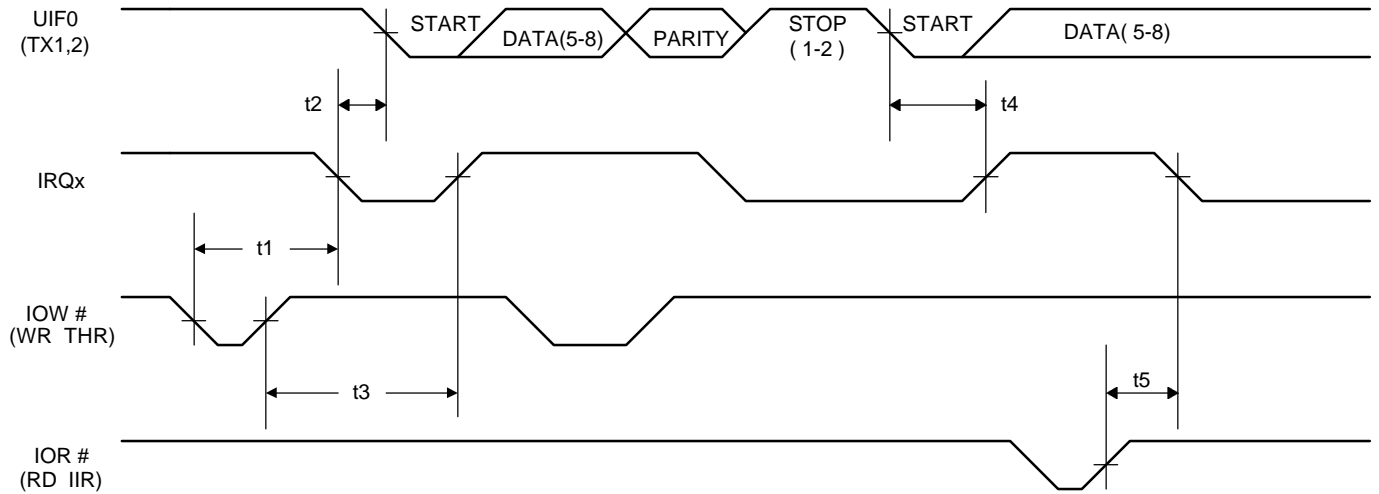 UIF0
(TX1,2)
START
DATA(5-8)
PARITY
STOP
( 1-2 )
START
DATA( 5-8)
t2
t4
IRQx
t1
IOW #
(WR THR)
t3
t5
IOR #
(RD IIR)